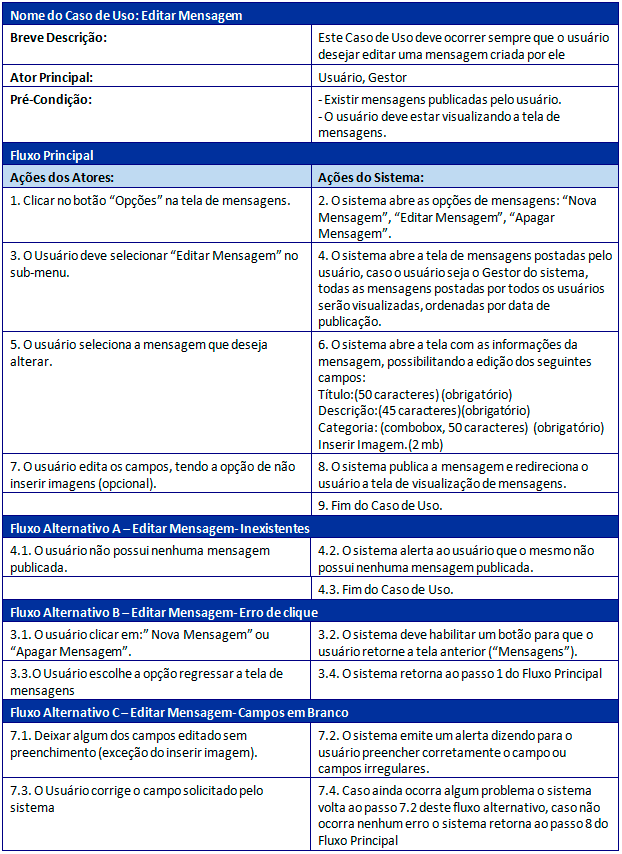 Nome do Caso de Uso: Editar Mensagem
Breve Descrição:
Este Caso de Uso deve ocorrer sempre que o usuário
desejar editar uma mensagem criada por ele
Ator Principal:
Usuário, Gestor
Pré-Condição:
- Existir mensagens publicadas pelo usuário.
- O usuário deve estar visualizando a tela de
mensagens.
Fluxo Principal
Ações dos Atores:
Ações do Sistema:
1. Clicar no botão “Opções” na tela de mensagens.
2. O sistema abre as opções de mensagens: “Nova
Mensagem”, “Editar Mensagem”, “Apagar
Mensagem”.
3. O Usuário deve selecionar “Editar Mensagem” no
sub-menu.
4. O sistema abre a tela de mensagens postadas pelo
usuário, caso o usuário seja o Gestor do sistema,
todas as mensagens postadas por todos os usuários
serão visualizadas, ordenadas por data de
publicação.
5. O usuário seleciona a mensagem que deseja
alterar.
6. O sistema abre a tela com as informações da
mensagem, possibilitando a edição dos seguintes
campos:
Título:(50 caracteres) (obrigatório)
Descrição:(45 caracteres)(obrigatório)
Categoria: (combobox, 50 caracteres) (obrigatório)
Inserir Imagem.(2 mb)
7. O usuário edita os campos, tendo a opção de não
inserir imagens (opcional).
8. O sistema publica a mensagem e redireciona o
usuário a tela de visualização de mensagens.
9. Fim do Caso de Uso.
Fluxo Alternativo A – Editar Mensagem- Inexistentes
4.1. O usuário não possui nenhuma mensagem
publicada.
4.2. O sistema alerta ao usuário que o mesmo não
possui nenhuma mensagem publicada.
4.3. Fim do Caso de Uso.
Fluxo Alternativo B – Editar Mensagem- Erro de clique
3.1. O usuário clicar em:” Nova Mensagem” ou
“Apagar Mensagem”.
3.2. O sistema deve habilitar um botão para que o
usuário retorne a tela anterior (“Mensagens”).
3.3.O Usuário escolhe a opção regressar a tela de
mensagens
3.4. O sistema retorna ao passo 1 do Fluxo Principal
Fluxo Alternativo C – Editar Mensagem- Campos em Branco
7.1. Deixar algum dos campos editado sem
preenchimento (exceção do inserir imagem).
7.2. O sistema emite um alerta dizendo para o
usuário preencher corretamente o campo ou
campos irregulares.
7.3. O Usuário corrige o campo solicitado pelo
sistema
7.4. Caso ainda ocorra algum problema o sistema
volta ao passo 7.2 deste fluxo alternativo, caso não
ocorra nenhum erro o sistema retorna ao passo 8 do
Fluxo Principal